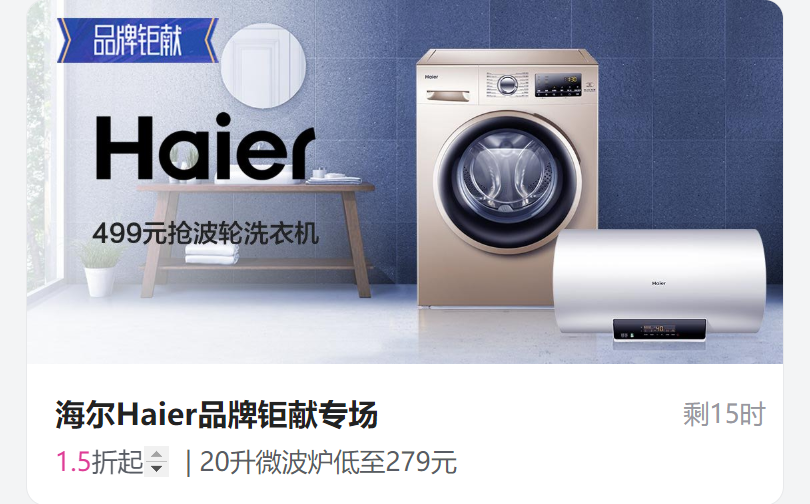 品牌钜献
Haier
499元抢波轮洗衣机
Haier
Haier
海尔Haier品牌钜献专场
剩15时
1.5折起 | 20升微波炉低至279元